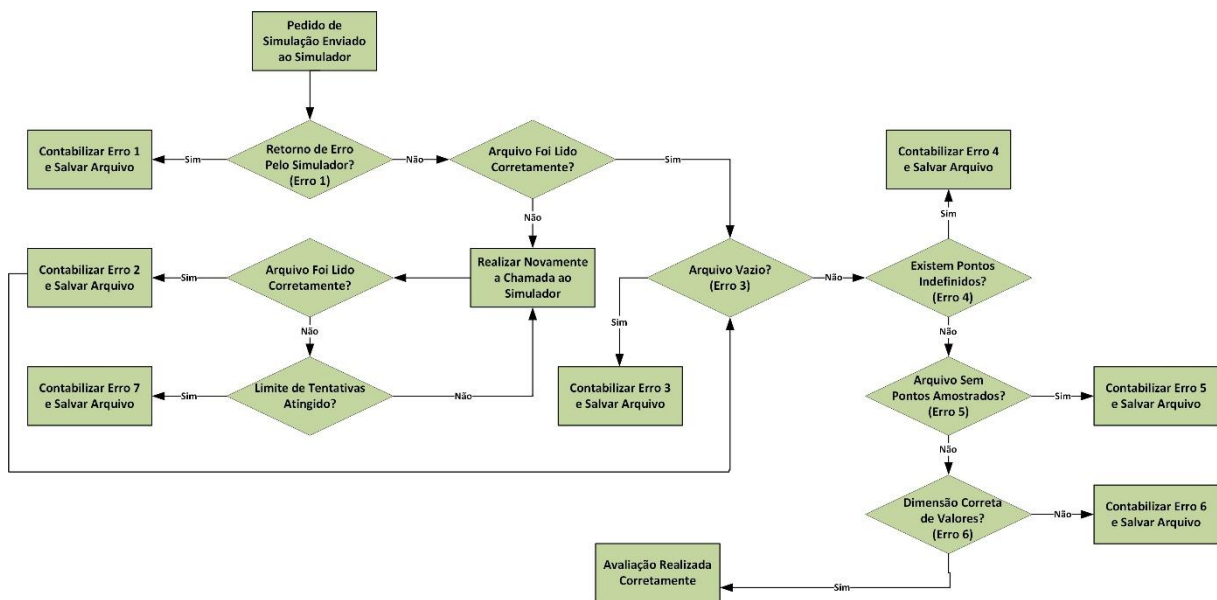 Pedido de
Simulação Enviado
ao Simulador
Retorno de Erro
Pelo Simulador?
(Erro 1)
Sim
Contabilizar Erro 1
e Salvar Arquivo
Não
Arquivo Foi Lido
Corretamente?
Sim
Não
Realizar Novamente
a Chamada ao
Simulador
Arquivo Foi Lido
Corretamente?
Sim
Contabilizar Erro 2
e Salvar Arquivo
Não
Limite de Tentativas
Atingido?
Sim
Contabilizar Erro 7
e Salvar Arquivo
Não
Arquivo Vazio?
(Erro 3)
Sim
Contabilizar Erro 3
e Salvar Arquivo
Não
Existem Pontos
Indefinidos?
(Erro 4)
Sim
Contabilizar Erro 4
e Salvar Arquivo
Não
Arquivo Sem
Pontos Amostrados?
(Erro 5)
Sim
Contabilizar Erro 5
e Salvar Arquivo
Não
Dimensão Correta
de Valores?
(Erro 6)
Não
Contabilizar Erro 6
e Salvar Arquivo
Sim
Avaliação Realizada
Corretamente